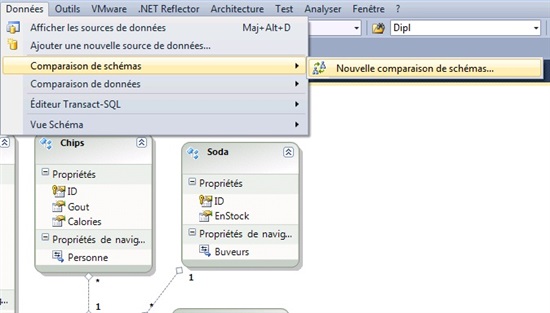 Données Outils VMware .NET Reflector Architecture Test Analyser Fenêtre ?
Afficher les sources de données Maj+Alt+D
Ajouter une nouvelle source de données...
Comparaison de schémas
Nouvelle comparaison de schémas...
Comparaison de données
Éditeur Transact-SQL
Vue Schéma
Dipl
Chips
Propriétés
ID
Gout
Calories
Propriétés de navig...
Personne
Soda
Propriétés
ID
EnStock
Propriétés de navig...
Buveurs
*
1
1
*